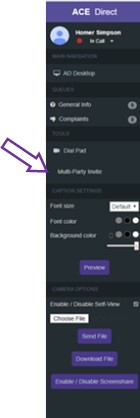 ACE Direct
Homer Simpson
In Call
MAIN NAVIGATION
AD Desktop
QUEUES
General Info 0
Complaints 0
TOOLS
Dial Pad
Multi-Party Invite
CAPTION SETTINGS
Font size Default
Font color
Background color
Preview
CAMERA OPTIONS
Enable / Disable Self-View
Choose File
Send File
Download File
Enable / Disable Screenshare